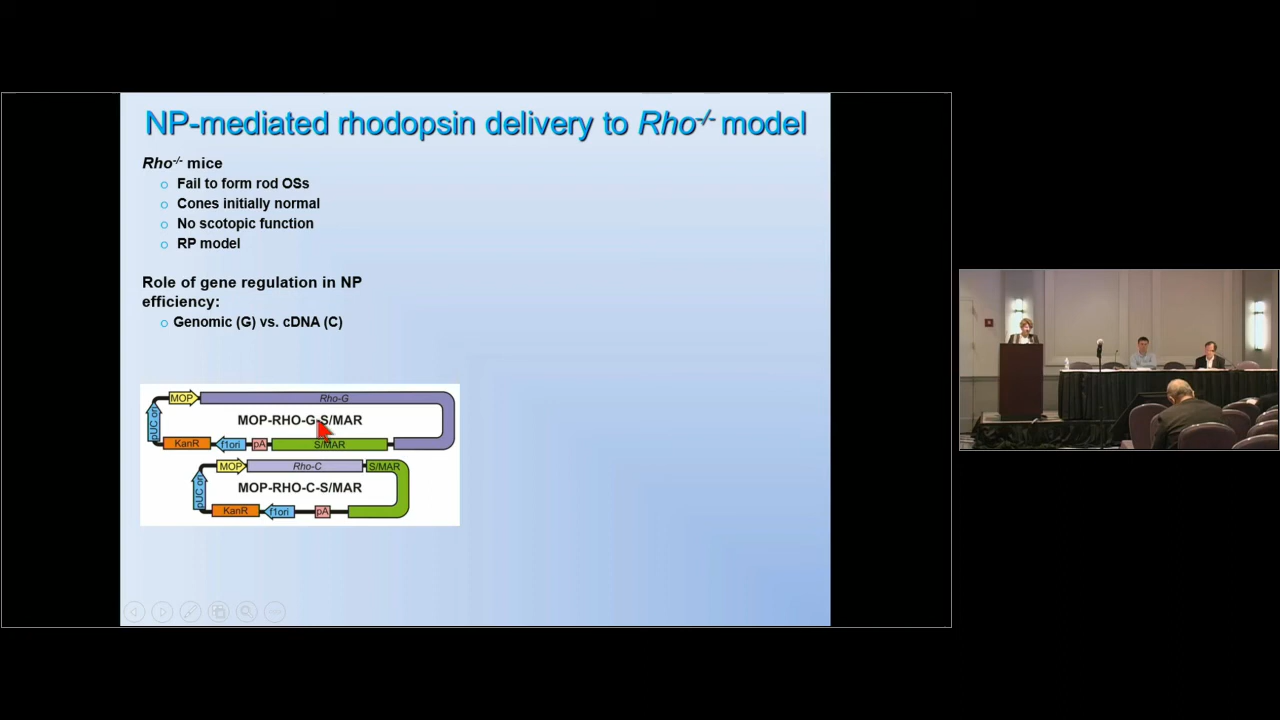 NP-mediated rhodopsin delivery to Rho-/- model
Rho-/- mice
Fail to form rod OSs
Cones initially normal
No scotopic function
RP model
Role of gene regulation in NP
efficiency:
Genomic (G) vs. cDNA (C)
MOP
Rho-G
pUC ori
MOP-RHO-G-S/MAR
KanR
f1ori
pA
S/MAR
MOP
Rho-C
S/MAR
pUC ori
MOP-RHO-C-S/MAR
KanR
f1ori
pA